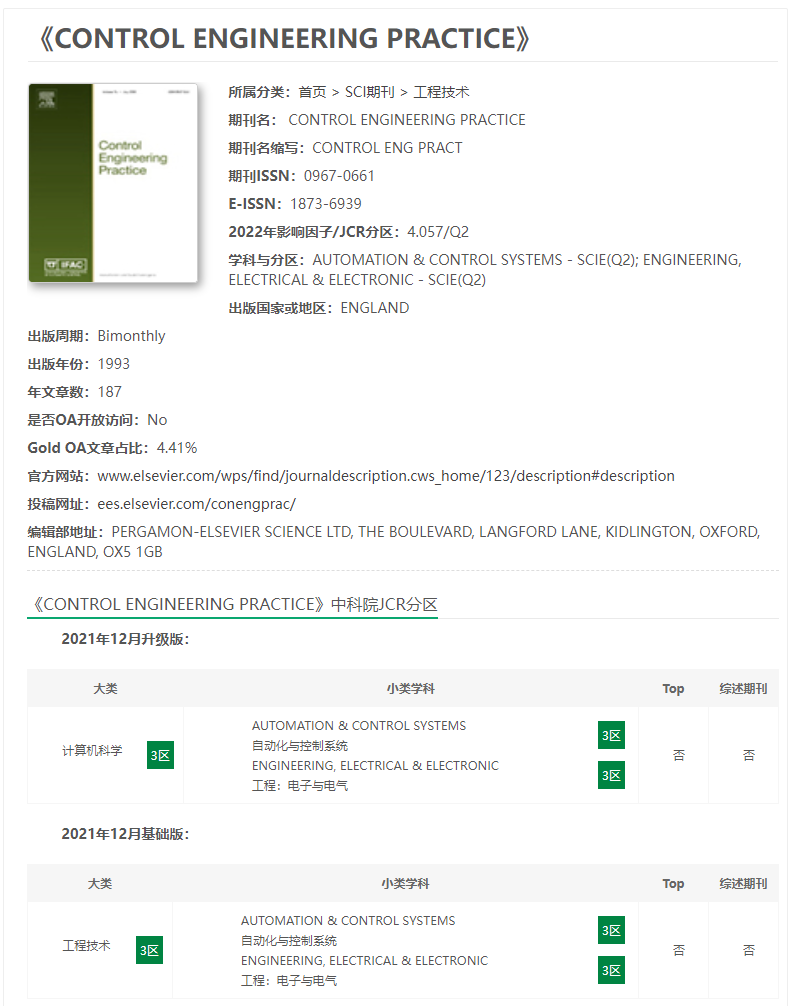 《CONTROL ENGINEERING PRACTICE》
Control
Engineering
Practice
IFAC
所属分类：首页 > SCI期刊 > 工程技术
期刊名： CONTROL ENGINEERING PRACTICE
期刊名缩写：CONTROL ENG PRACT
期刊ISSN：0967-0661
E-ISSN：1873-6939
2022年影响因子/JCR分区：4.057/Q2
学科与分区：AUTOMATION & CONTROL SYSTEMS - SCIE(Q2); ENGINEERING,
ELECTRICAL & ELECTRONIC - SCIE(Q2)
出版国家或地区：ENGLAND
出版周期：Bimonthly
出版年份：1993
年文章数：187
是否OA开放访问：No
Gold OA文章占比：4.41%
官方网站：www.elsevier.com/wps/find/journaldescription.cws_home/123/description#description
投稿网址：ees.elsevier.com/conengprac/
编辑部地址：PERGAMON-ELSEVIER SCIENCE LTD, THE BOULEVARD, LANGFORD LANE, KIDLINGTON, OXFORD,
ENGLAND, OX5 1GB
《CONTROL ENGINEERING PRACTICE》中科院JCR分区
2021年12月升级版：
大类 小类学科 Top 综述期刊
计算机科学 3区
AUTOMATION & CONTROL SYSTEMS
自动化与控制系统
3区
ENGINEERING, ELECTRICAL & ELECTRONIC
工程：电子与电气
3区
否 否
2021年12月基础版：
大类 小类学科 Top 综述期刊
工程技术 3区
AUTOMATION & CONTROL SYSTEMS
自动化与控制系统
3区
ENGINEERING, ELECTRICAL & ELECTRONIC
工程：电子与电气
3区
否 否